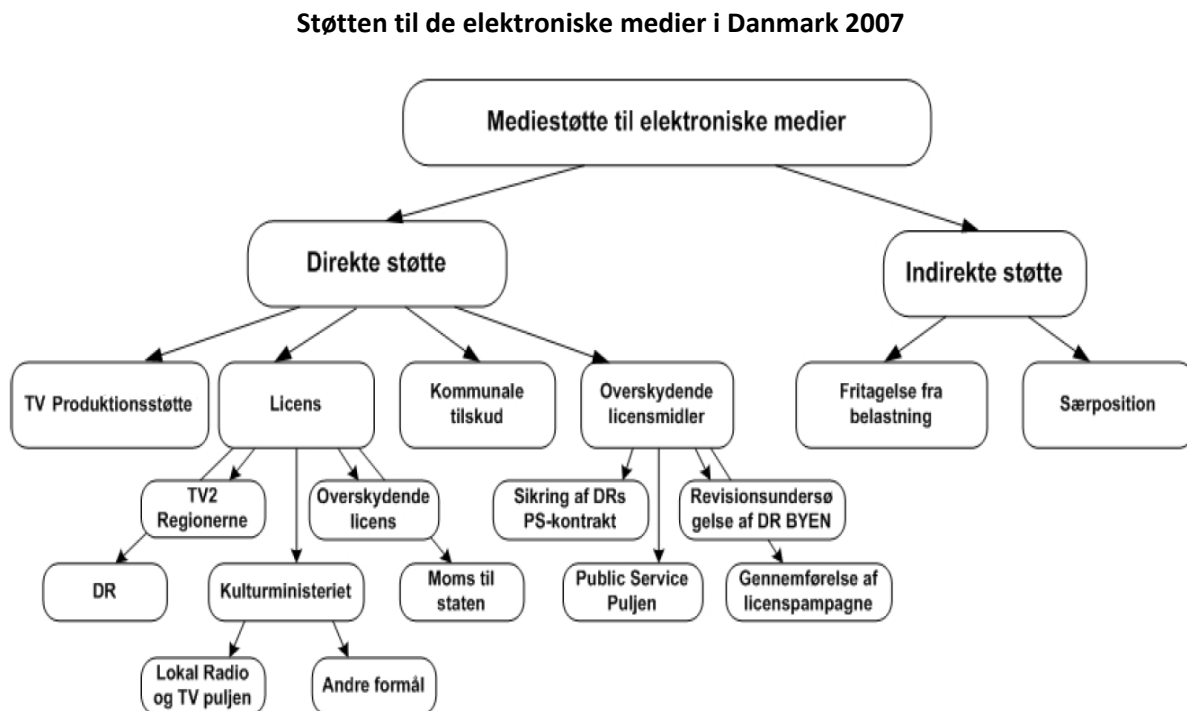 Støtten til de elektroniske medier i Danmark 2007
Mediestøtte til elektroniske medier
Direkte støtte
Indirekte støtte
TV Produktionsstøtte
Licens
Kommunale
tilskud
Overskydende
licensmidler
Fritagelse fra
belastning
Særposition
TV2
Regionerne
Overskydende
licens
Sikring af DRs
PS-kontrakt
Revisionsundersø
gelse af DR BYEN
DR
Kulturministeriet
Moms til
staten
Public Service
Puljen
Gennemførelse af
licenspampagne
Lokal Radio
og TV puljen
Andre formål